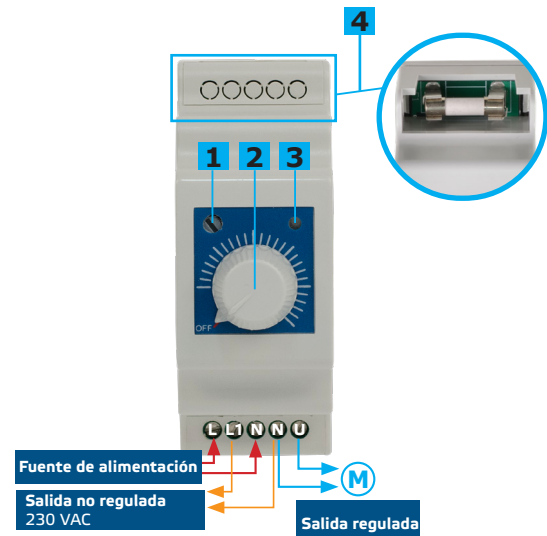 4
1 2 3
OFF
L L1 N N U
Fuente de alimentación
M
Salida no regulada
230 VAC
Salida regulada